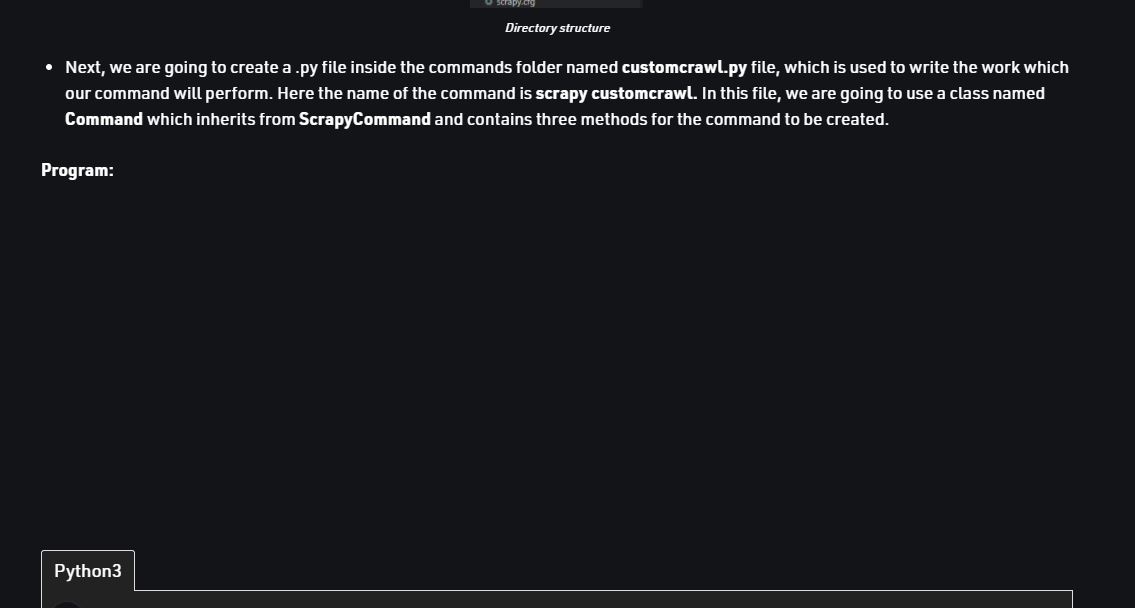 scrapy.cfg
Directory structure
• Next, we are going to create a .py file inside the commands folder named customcrawl.py file, which is used to write the work which
our command will perform. Here the name of the command is scrapy customcrawl. In this file, we are going to use a class named
Command which inherits from ScrapyCommand and contains three methods for the command to be created.
Program:
Python3